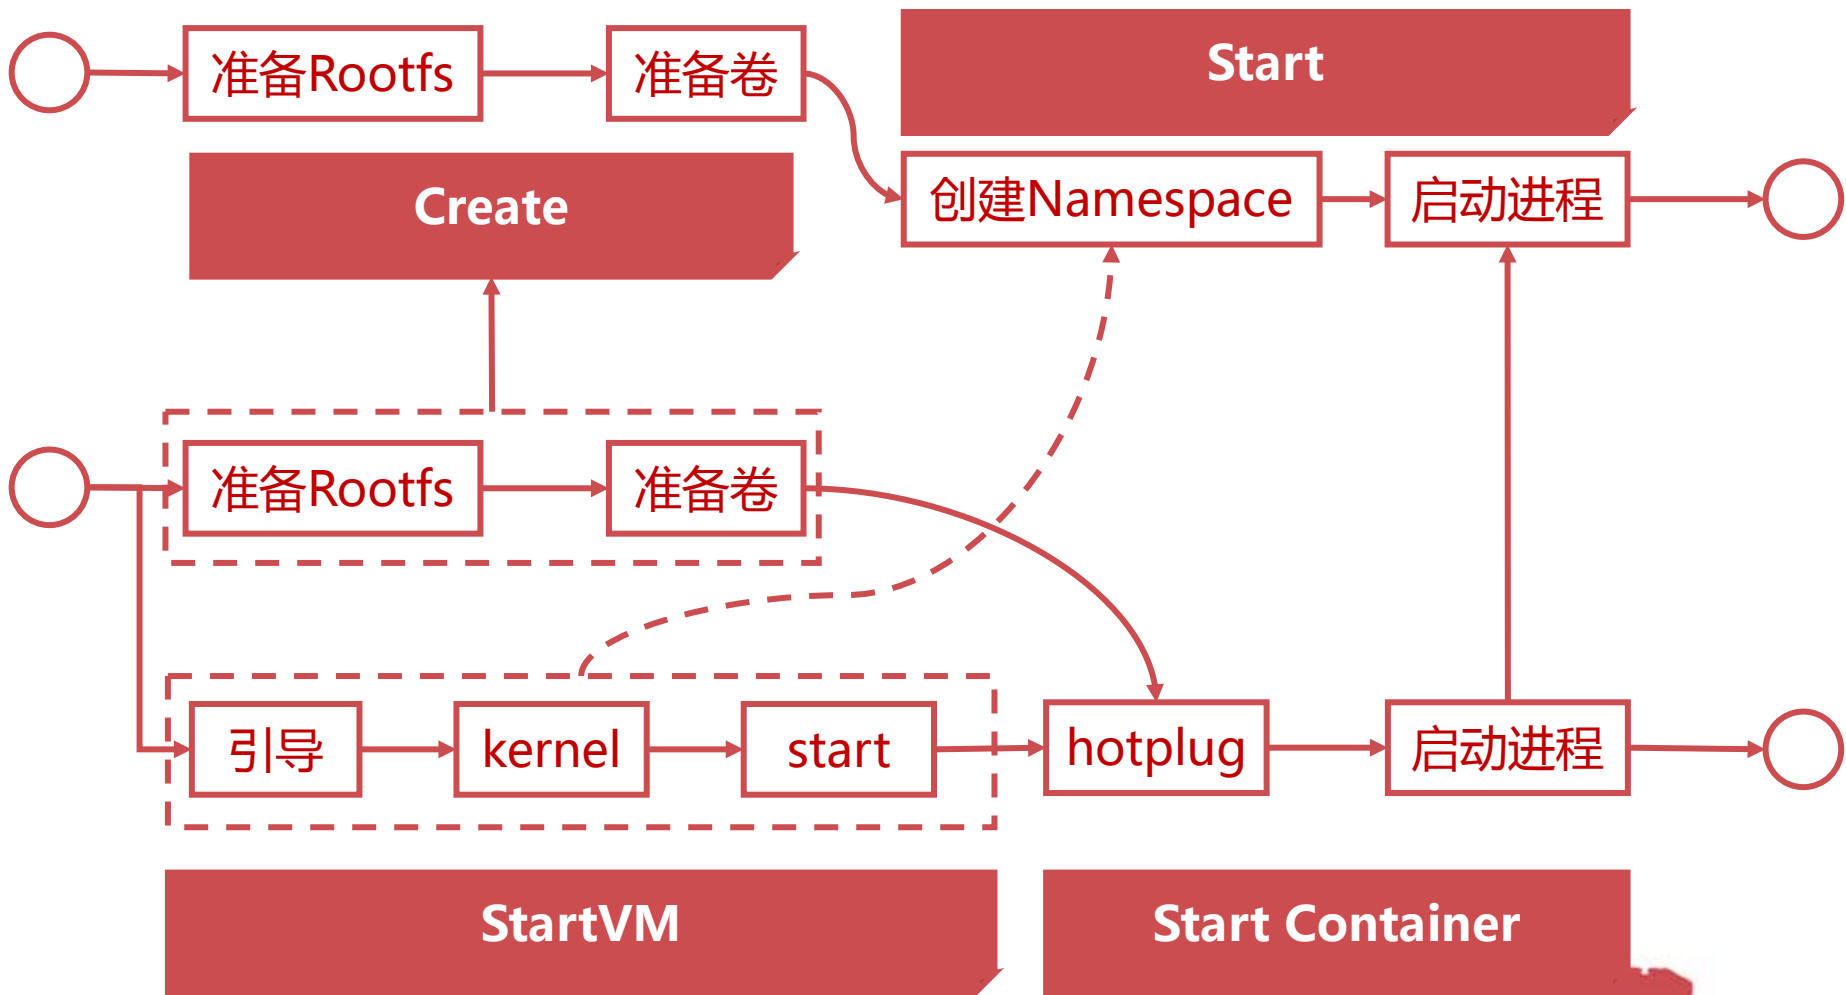 准备Rootfs
准备卷
Start
Create
创建Namespace
启动进程
准备Rootfs
准备卷
引导
kernel
start
hotplug
启动进程
StartVM
Start Container